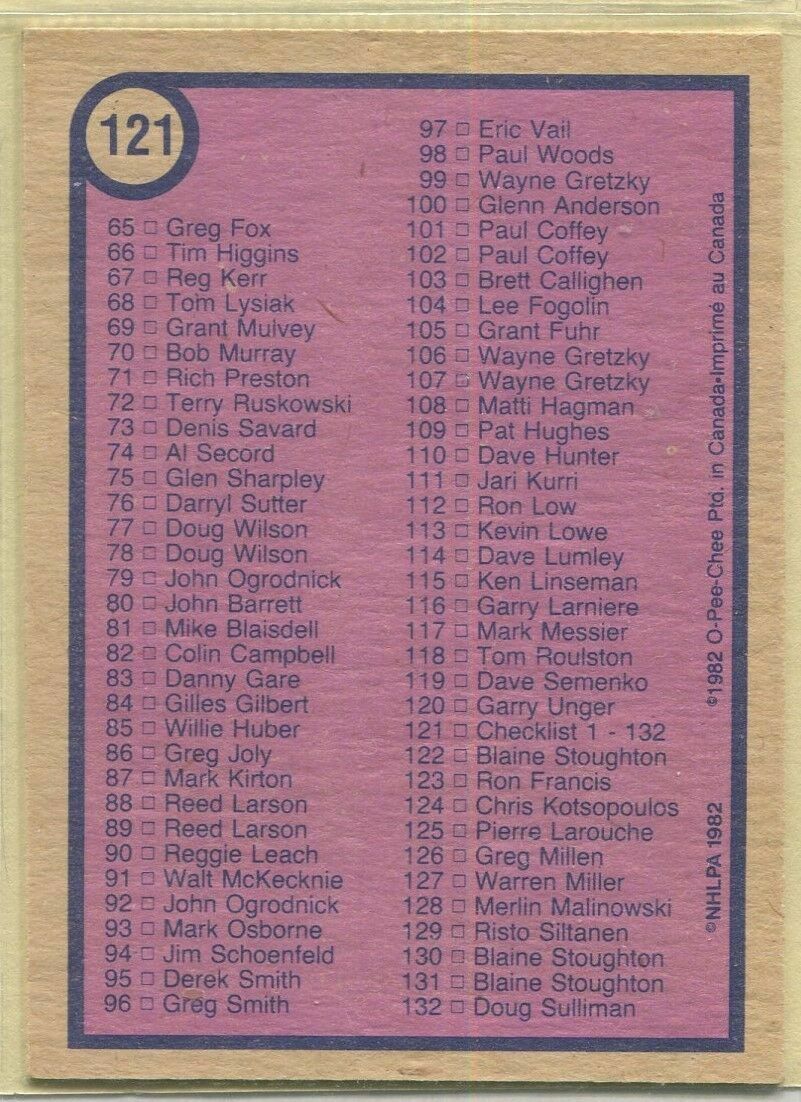 121
65 □ Greg Fox
66 □ Tim Higgins
67 □ Reg Kerr
68 □ Tom Lysiak
69 □ Grant Mulvey
70 □ Bob Murray
71 □ Rich Preston
72 □ Terry Ruskowski
73 □ Denis Savard
74 □ Al Secord
75 □ Glen Sharpley
76 □ Darryl Sutter
77 □ Doug Wilson
78 □ Doug Wilson
79 □ John Ogrodnick
80 □ John Barrett
81 □ Mike Blaisdell
82 □ Colin Campbell
83 □ Danny Gare
84 □ Gilles Gilbert
85 □ Willie Huber
86 □ Greg Joly
87 □ Mark Kirton
88 □ Reed Larson
89 □ Reed Larson
90 □ Reggie Leach
91 □ Walt McKecknie
92 □ John Ogrodnick
93 □ Mark Osborne
94 □ Jim Schoenfeld
95 □ Derek Smith
96 □ Greg Smith
97 □ Eric Vail
98 □ Paul Woods
99 □ Wayne Gretzky
100 □ Glenn Anderson
101 □ Paul Coffey
102 □ Paul Coffey
103 □ Brett Callighen
104 □ Lee Fogolin
105 □ Grant Fuhr
106 □ Wayne Gretzky
107 □ Wayne Gretzky
108 □ Matti Hagman
109 □ Pat Hughes
110 □ Dave Hunter
111 □ Jari Kurri
112 □ Ron Low
113 □ Kevin Lowe
114 □ Dave Lumley
115 □ Ken Linseman
116 □ Garry Larniere
117 □ Mark Messier
118 □ Tom Roulston
119 □ Dave Semenko
120 □ Garry Unger
121 □ Checklist 1 - 132
122 □ Blaine Stoughton
123 □ Ron Francis
124 □ Chris Kotsopoulos
125 □ Pierre Larouche
126 □ Greg Millen
127 □ Warren Miller
128 □ Merlin Malinowski
129 □ Risto Siltanen
130 □ Blaine Stoughton
131 □ Blaine Stoughton
132 □ Doug Sulliman
©NHLPA 1982 ©1982 O-Pee-Chee Ptd. in Canada•Imprimé au Canada